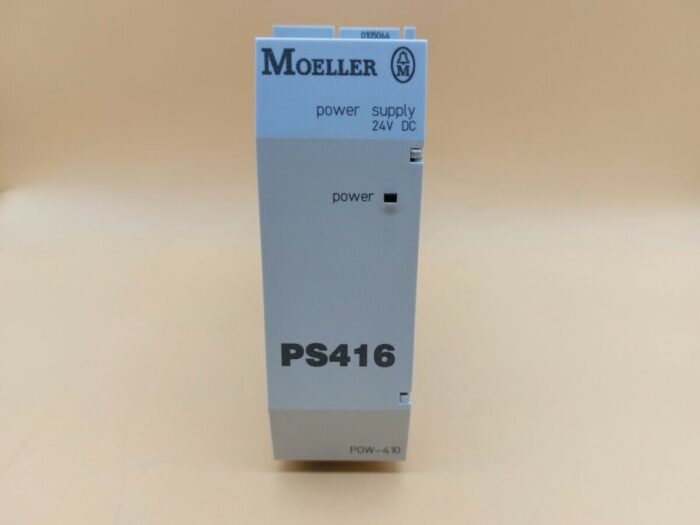 0105064
MOELLER M
power supply
24V DC
power
PS416
POW-410